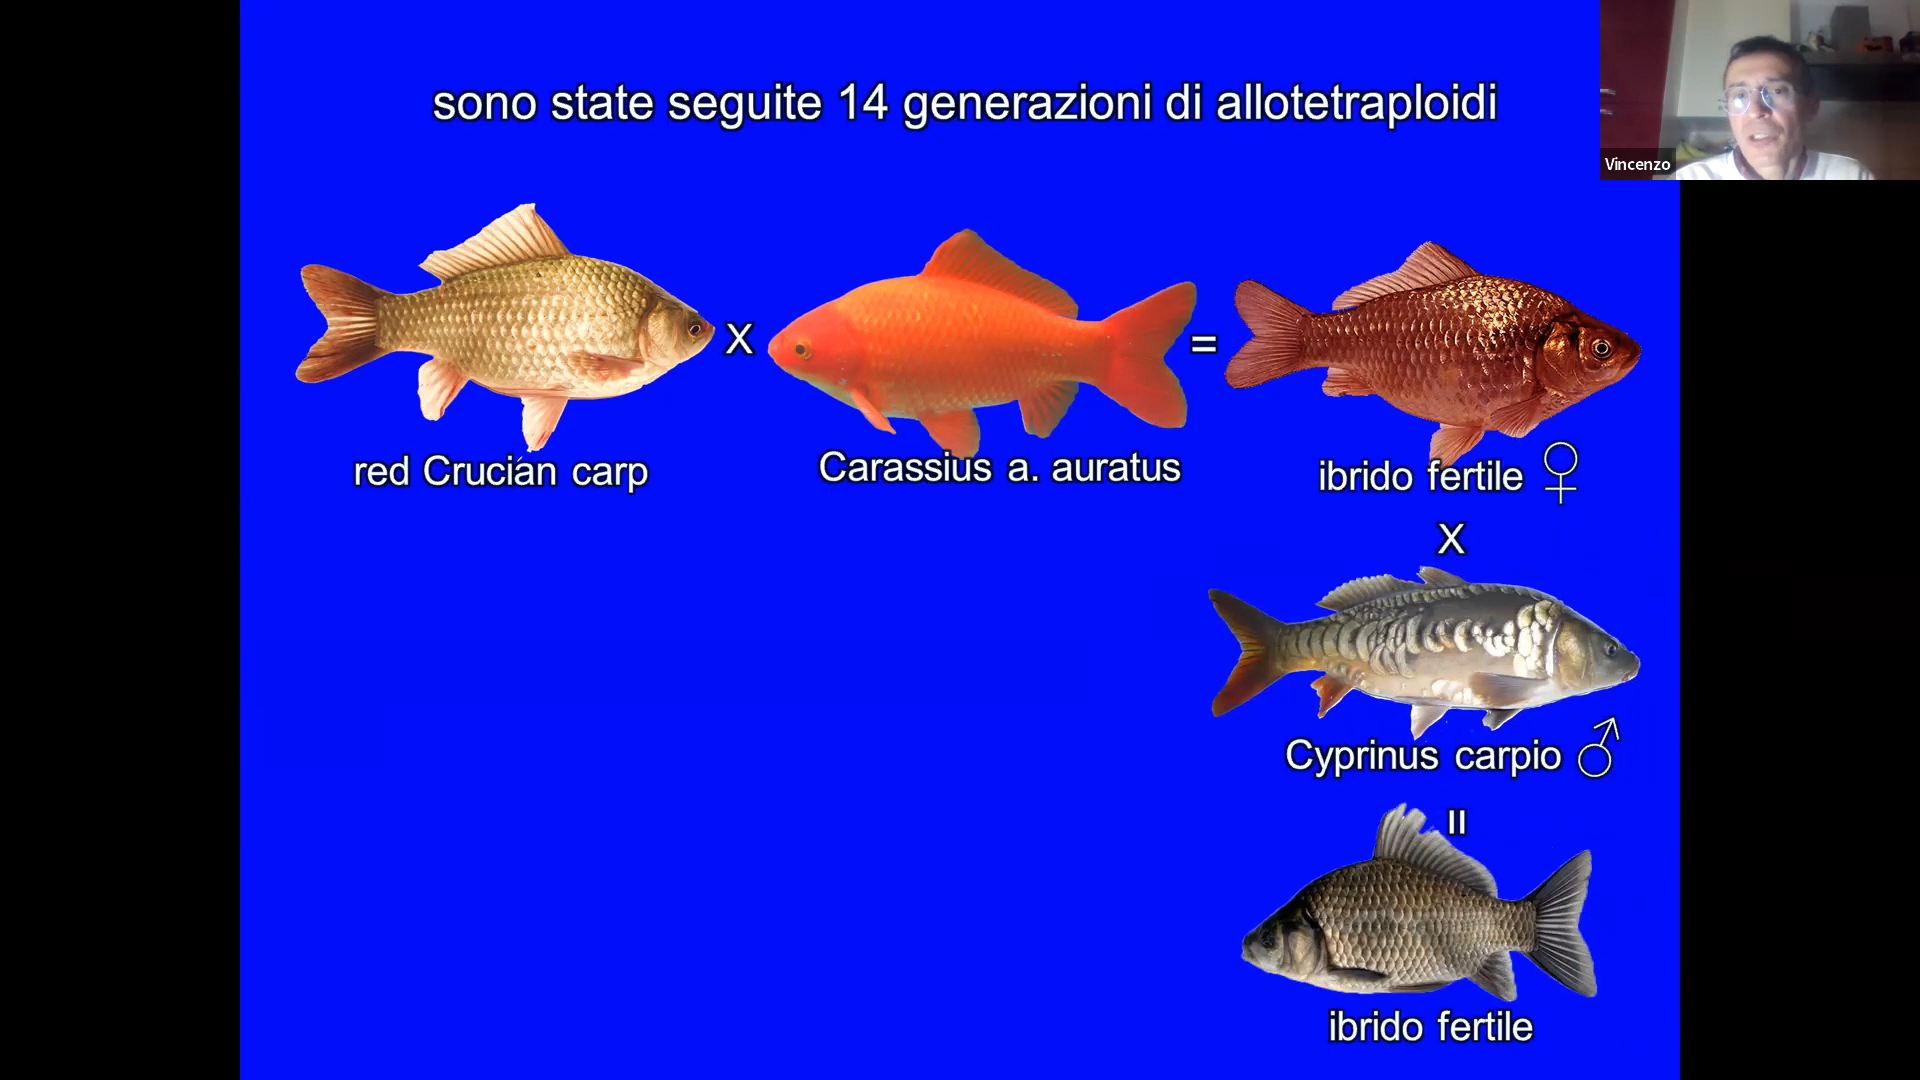 sono state seguite 14 generazioni di allotetraploidi
Vincenzo
X
=
red Crucian carp
Carassius a. auratus
ibrido fertile ♀
X
Cyprinus carpio ♂
=
ibrido fertile